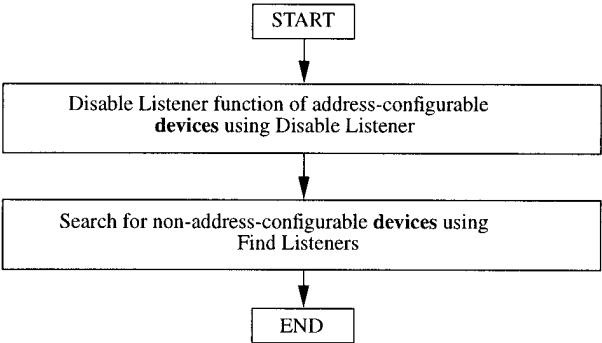 START
Disable Listener function of address-configurable
devices using Disable Listener
Search for non-address-configurable devices using
Find Listeners
END